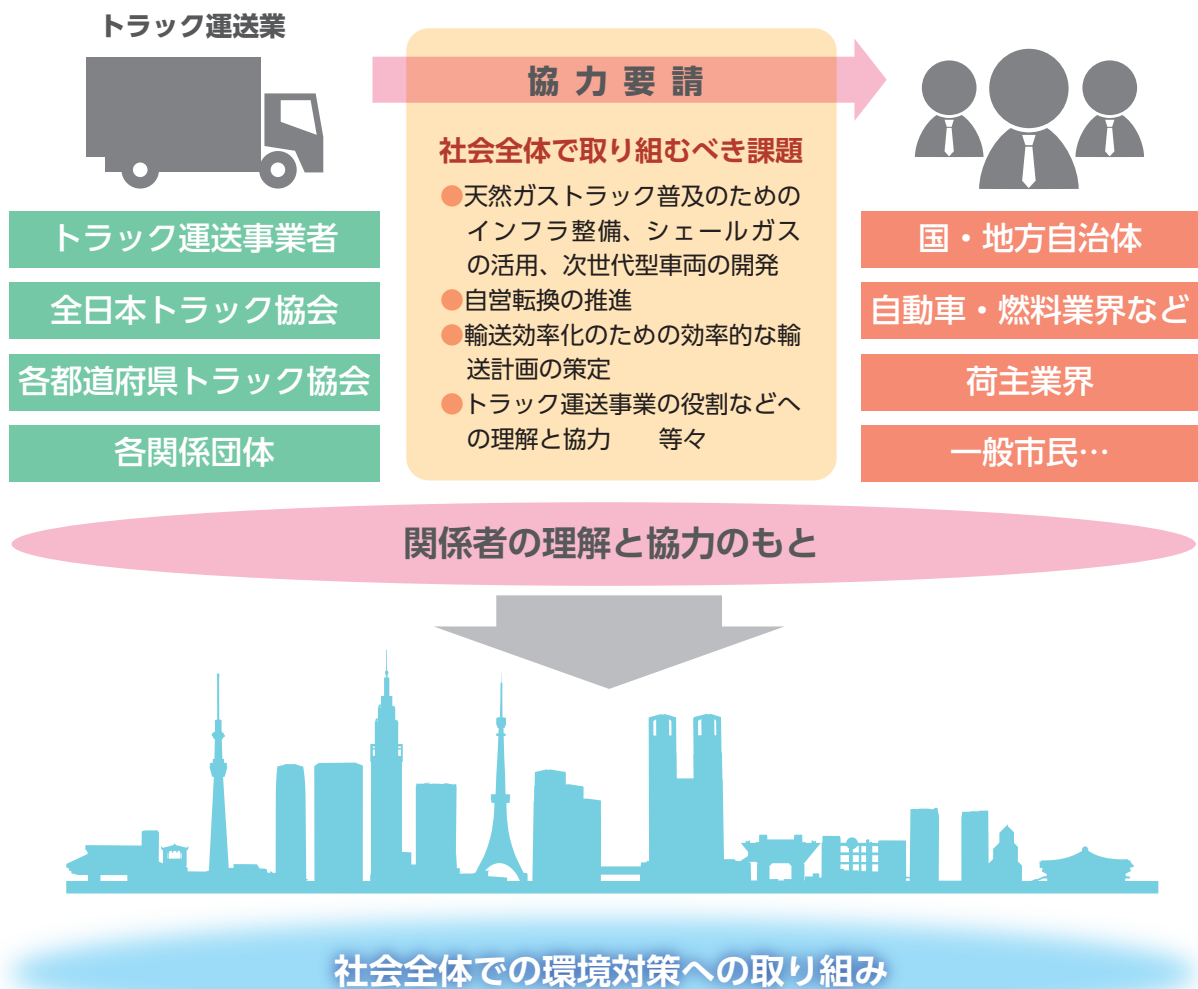 トラック運送業
協力要請
社会全体で取り組むべき課題
●天然ガストラック普及のための
インフラ整備、シェールガス
の活用、次世代型車両の開発
●自営転換の推進
●輸送効率化のための効率的な輸
送計画の策定
●トラック運送事業の役割などへ
の理解と協力　　等々
トラック運送事業者
全日本トラック協会
各都道府県トラック協会
各関係団体
国・地方自治体
自動車・燃料業界など
荷主業界
一般市民…
関係者の理解と協力のもと
社会全体での環境対策への取り組み